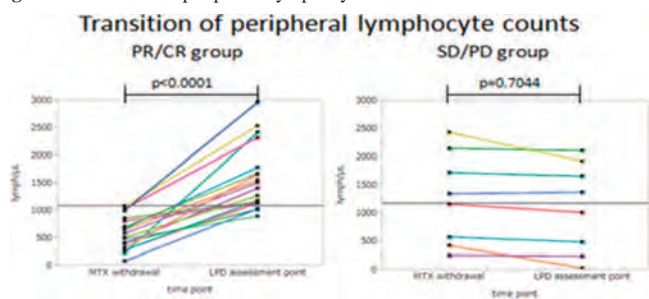 Transition of peripheral lymphocyte counts
PR/CR group
SD/PD group
p<0.0001
p=0.7044
3000
2500
2000
1500
1000
500
0
lymph/μL
MTX withdrawal
LPD assessment point
time point
3000
2500
2000
1500
1000
500
0
lymph/μL
MTX withdrawal
LPD assessment point
time point